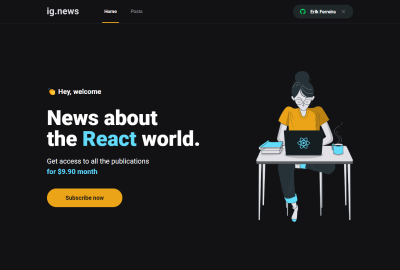 ig.news
Home
Posts
Erik Ferreira
👏 Hey, welcome
News about
the React world.
Get access to all the publications
for $9.90 month
Subscribe now